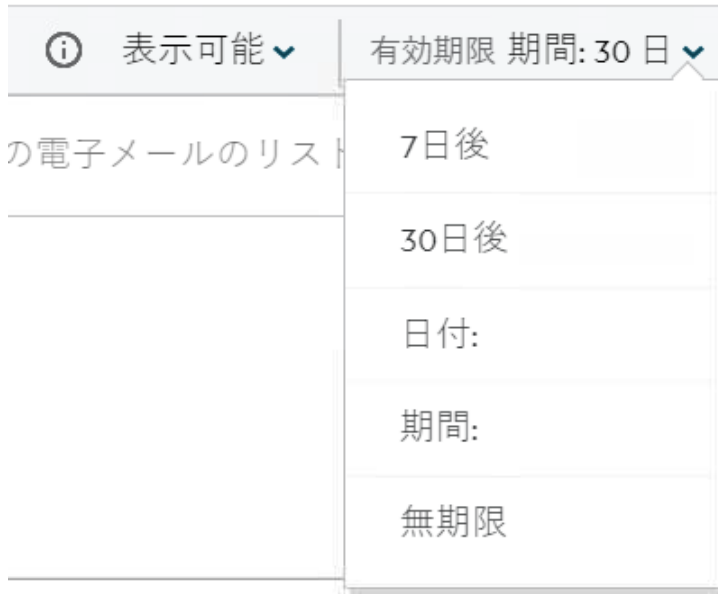 表示可能 有効期限 期間: 30 日
の電子メールのリスト
7日後
30日後
日付:
期間:
無期限